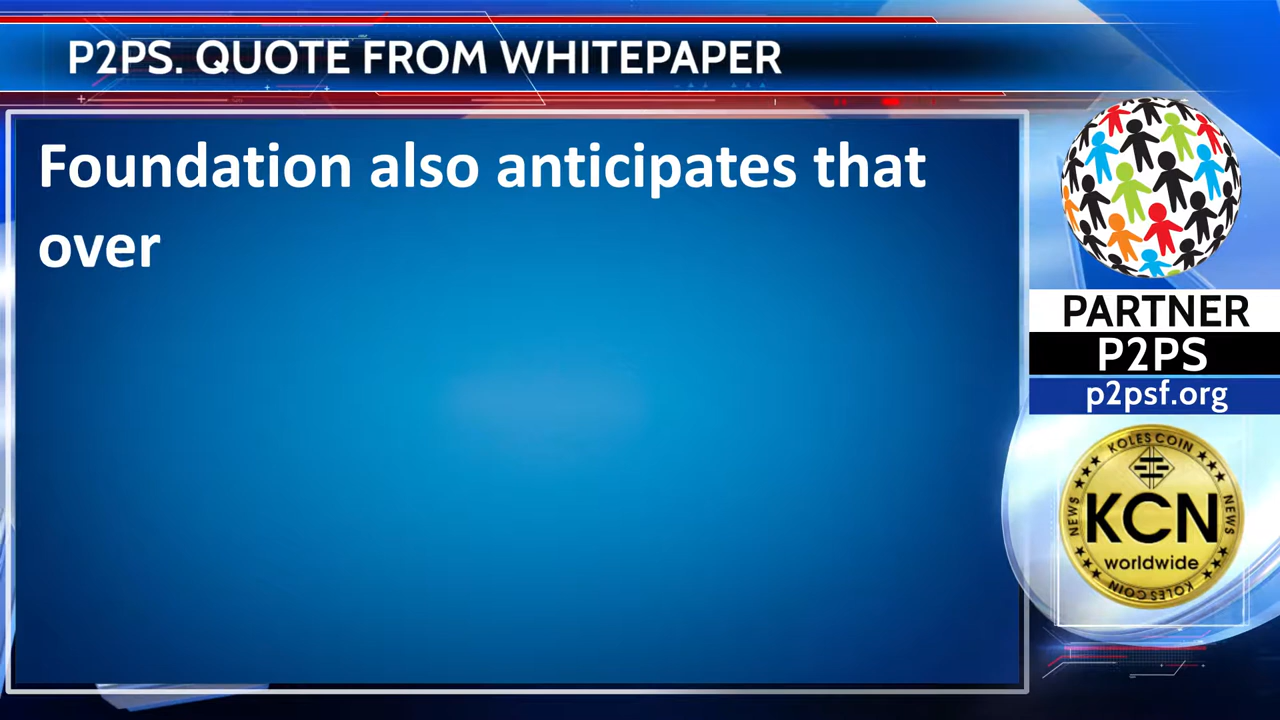 P2PS. QUOTE FROM WHITEPAPER
Foundation also anticipates that
over
PARTNER
P2PS
p2psf.org
KOLES COIN
NEWS
KCN
NEWS
worldwide
KOLES COIN